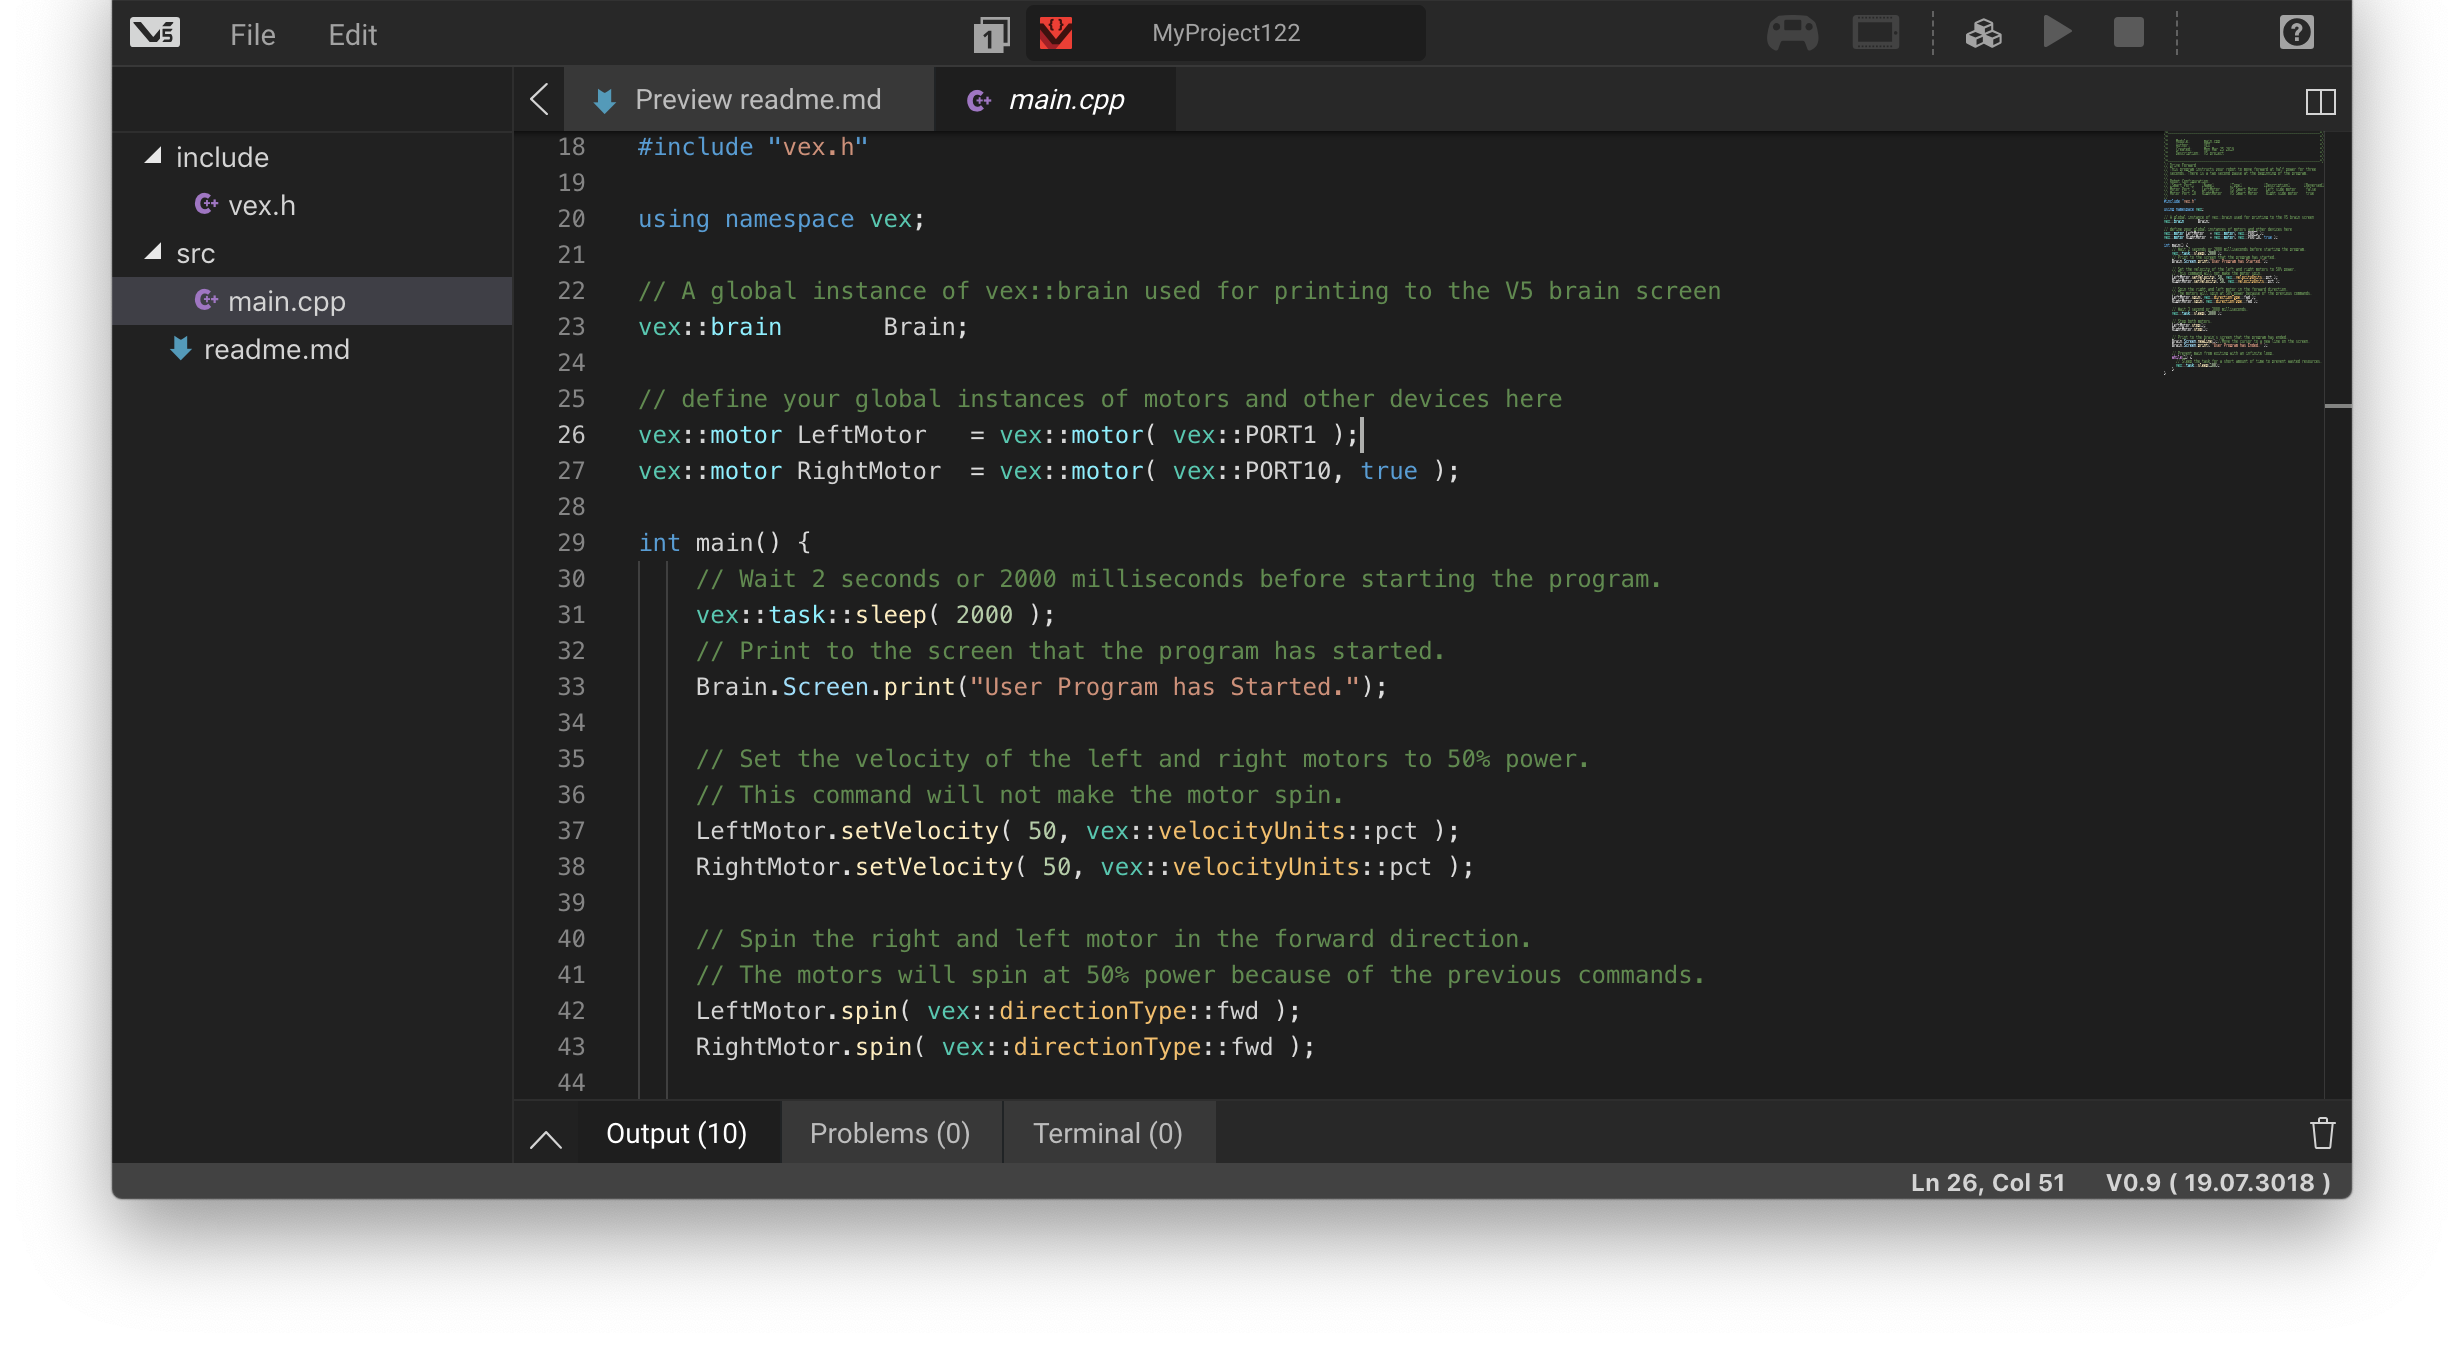 V5 File Edit 1 MyProject122 ?
Preview readme.md main.cpp
include
vex.h
src
main.cpp
readme.md
18 #include "vex.h"
19
20 using namespace vex;
21
22 // A global instance of vex::brain used for printing to the V5 brain screen
23 vex::brain       Brain;
24
25 // define your global instances of motors and other devices here
26 vex::motor LeftMotor   = vex::motor( vex::PORT1 );
27 vex::motor RightMotor  = vex::motor( vex::PORT10, true );
28
29 int main() {
30     // Wait 2 seconds or 2000 milliseconds before starting the program.
31     vex::task::sleep( 2000 );
32     // Print to the screen that the program has started.
33     Brain.Screen.print("User Program has Started.");
34
35     // Set the velocity of the left and right motors to 50% power.
36     // This command will not make the motor spin.
37     LeftMotor.setVelocity( 50, vex::velocityUnits::pct );
38     RightMotor.setVelocity( 50, vex::velocityUnits::pct );
39
40     // Spin the right and left motor in the forward direction.
41     // The motors will spin at 50% power because of the previous commands.
42     LeftMotor.spin( vex::directionType::fwd );
43     RightMotor.spin( vex::directionType::fwd );
44
Output (10) Problems (0) Terminal (0)
Ln 26, Col 51 V0.9 ( 19.07.3018 )